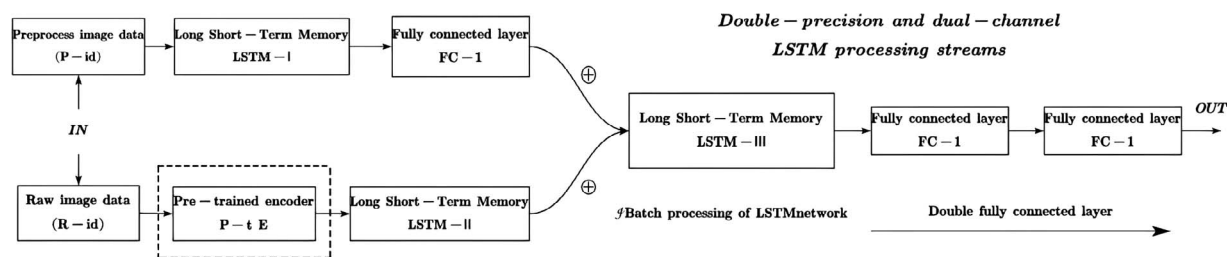 Double – precision and dual – channel
LSTM processing streams
Preprocess image data
(P – id)
Long Short – Term Memory
LSTM – I
Fully connected layer
FC – 1
⊕
IN
Long Short – Term Memory
LSTM – III
Fully connected layer
FC – 1
Fully connected layer
FC – 1
OUT
Raw image data
(R – id)
Pre – trained encoder
P – t E
Long Short – Term Memory
LSTM – II
⊕
𝒥Batch processing of LSTMnetwork
Double fully connected layer